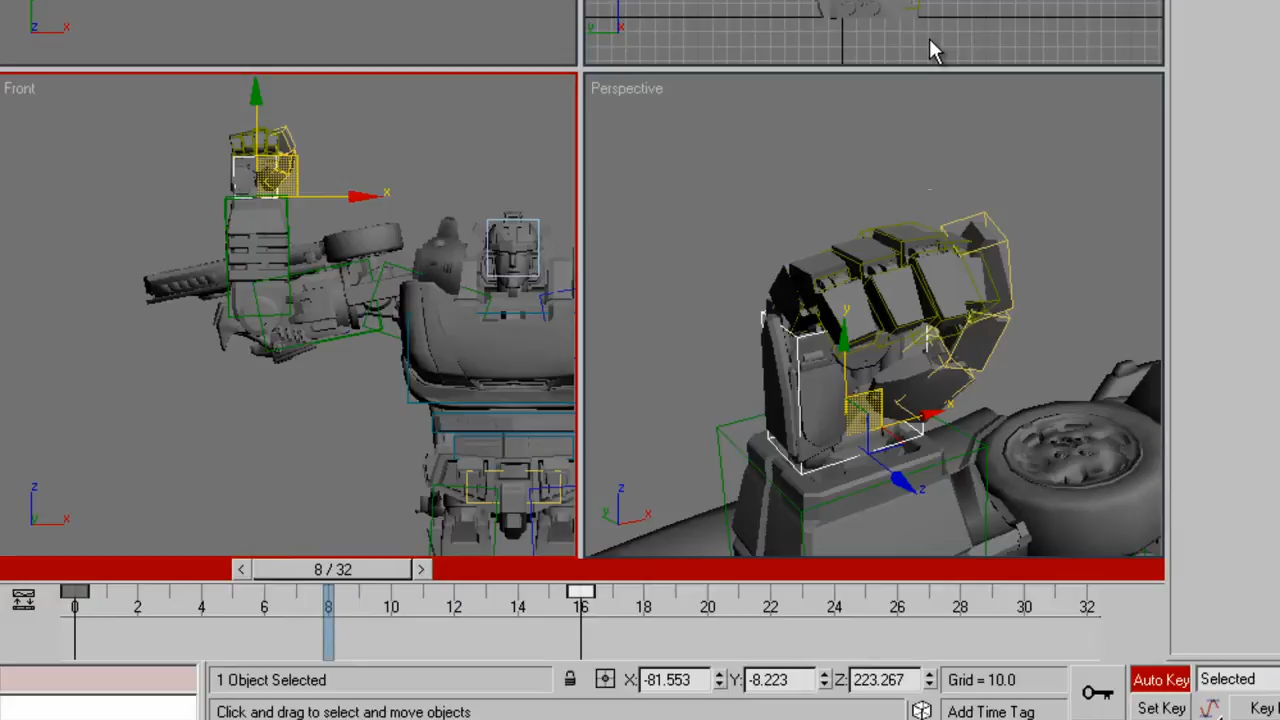 z x
y x
Front
Perspective
x
y
x
z
z
y x
z
y x
< 8 / 32 >
0 2 4 6 8 10 12 14 16 18 20 22 24 26 28 30 32
1 Object Selected X: -81.553 Y: -8.223 Z: 223.267 Grid = 10.0 Auto Key Selected
Click and drag to select and move objects Add Time Tag Set Key Key